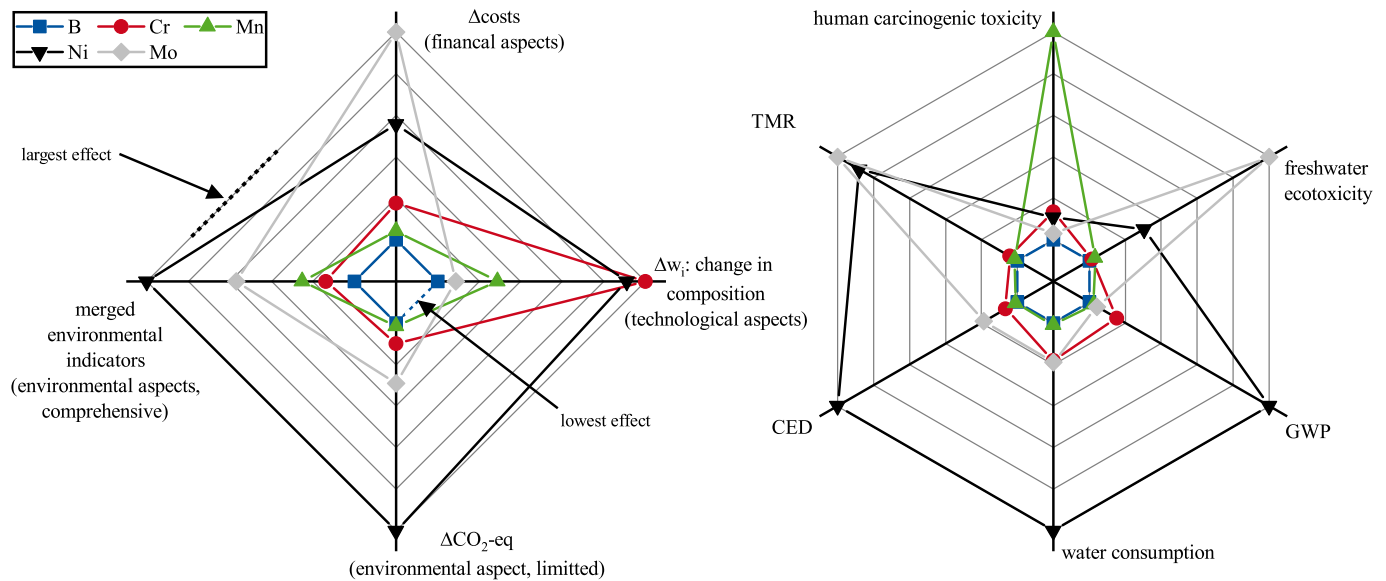 B Cr Mn
Ni Mo
Δcosts
(financal aspects)
largest effect
Δwᵢ: change in
composition
(technological aspects)
merged
environmental
indicators
(environmental aspects,
comprehensive)
lowest effect
ΔCO₂-eq
(environmental aspect, limitted)
human carcinogenic toxicity
TMR
freshwater
ecotoxicity
CED
GWP
water consumption